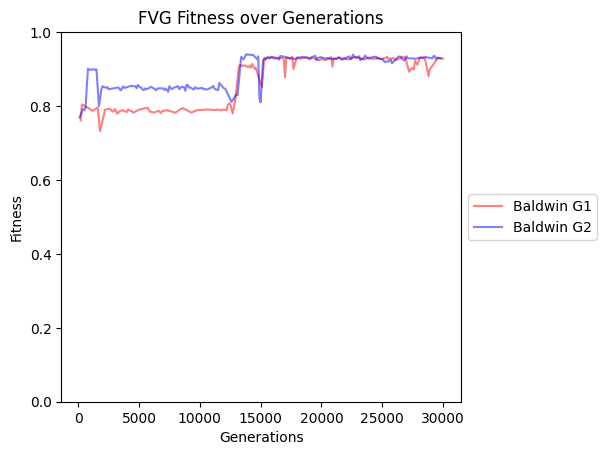 FVG Fitness over Generations
1.0
0.8
0.6
0.4
0.2
0.0
Fitness
0 5000 10000 15000 20000 25000 30000
Generations
Baldwin G1
Baldwin G2